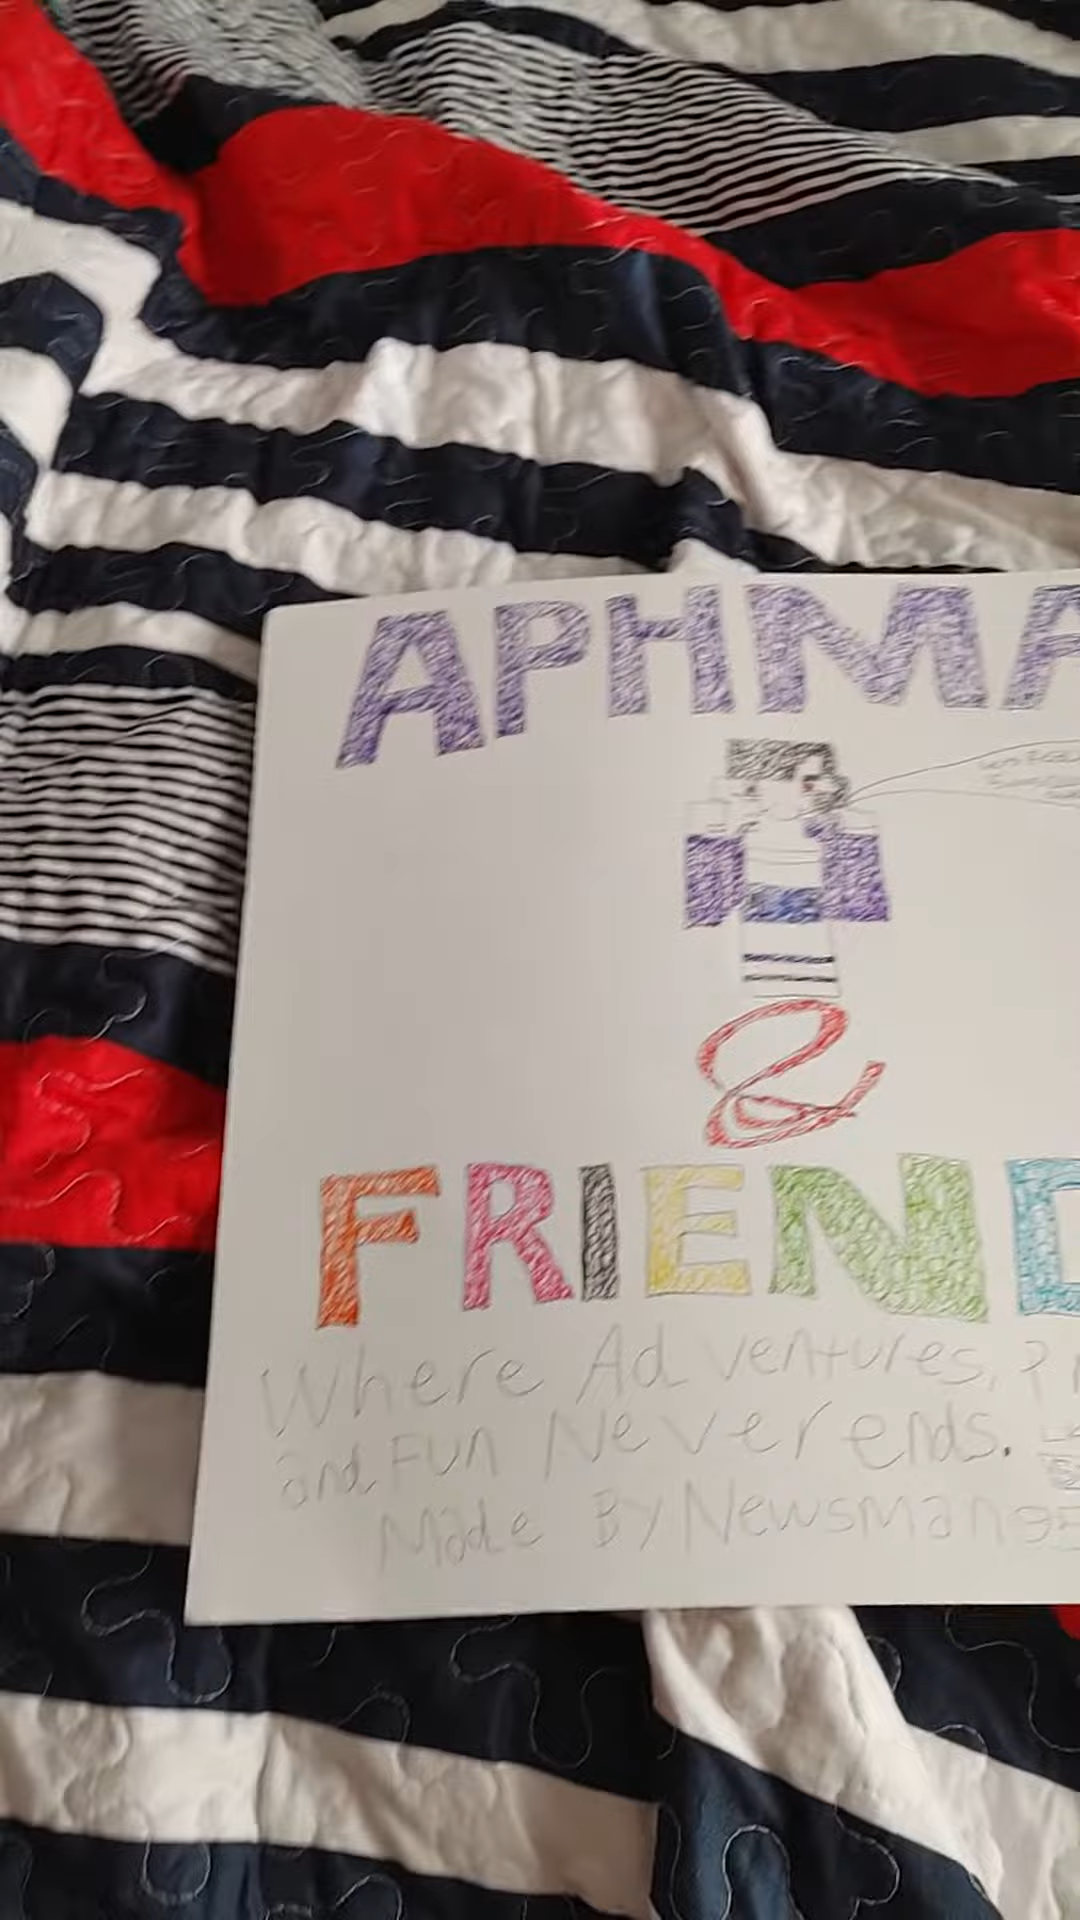 APHMA
&
FRIEND
Where Adventures,
and Fun Never ends.
Made By Newsman